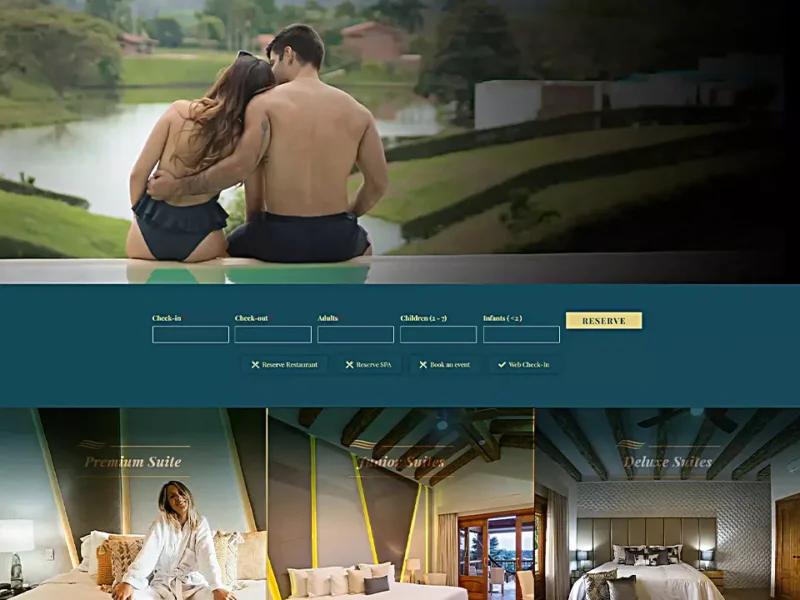 Check-in
Check-out
Adults
Children (2 - 7)
Infants ( <2 )
RESERVE
Reserve Restaurant
Reserve SPA
Book an event
Web Check-In
Premium Suite
Junior Suites
Deluxe Suites